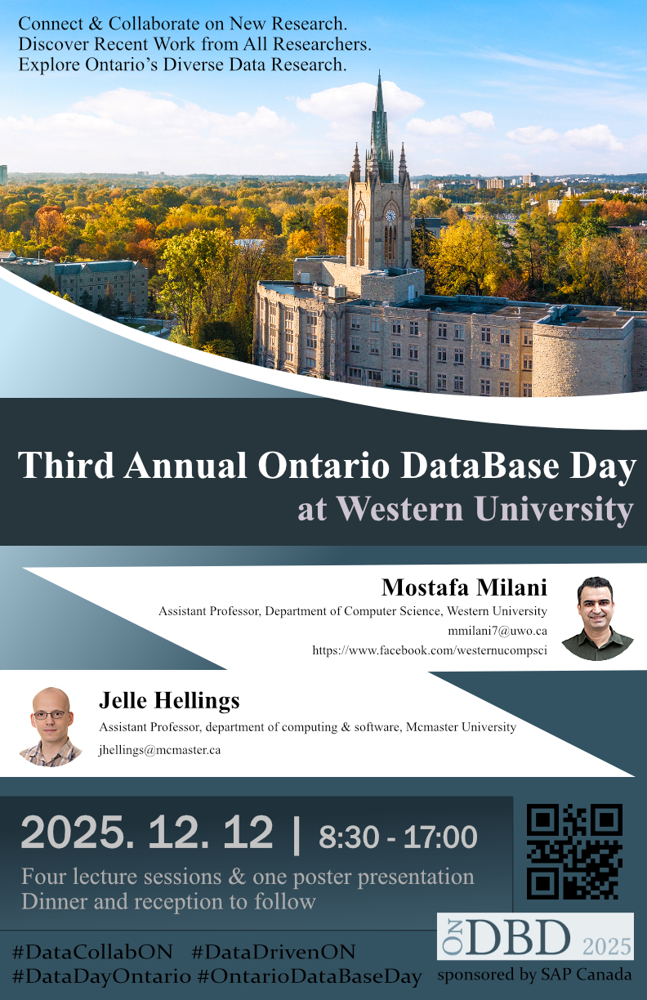 Connect & Collaborate on New Research.
Discover Recent Work from All Researchers.
Explore Ontario’s Diverse Data Research.
Third Annual Ontario DataBase Day
at Western University
Mostafa Milani
Assistant Professor, Department of Computer Science, Western University
mmilani7@uwo.ca
https://www.facebook.com/westernucompsci
Jelle Hellings
Assistant Professor, department of computing & software, Mcmaster University
jhellings@mcmaster.ca
2025. 12. 12 | 8:30 - 17:00
Four lecture sessions & one poster presentation
Dinner and reception to follow
ON DBD 2025
sponsored by SAP Canada
#DataCollabON #DataDrivenON
#DataDayOntario #OntarioDataBaseDay